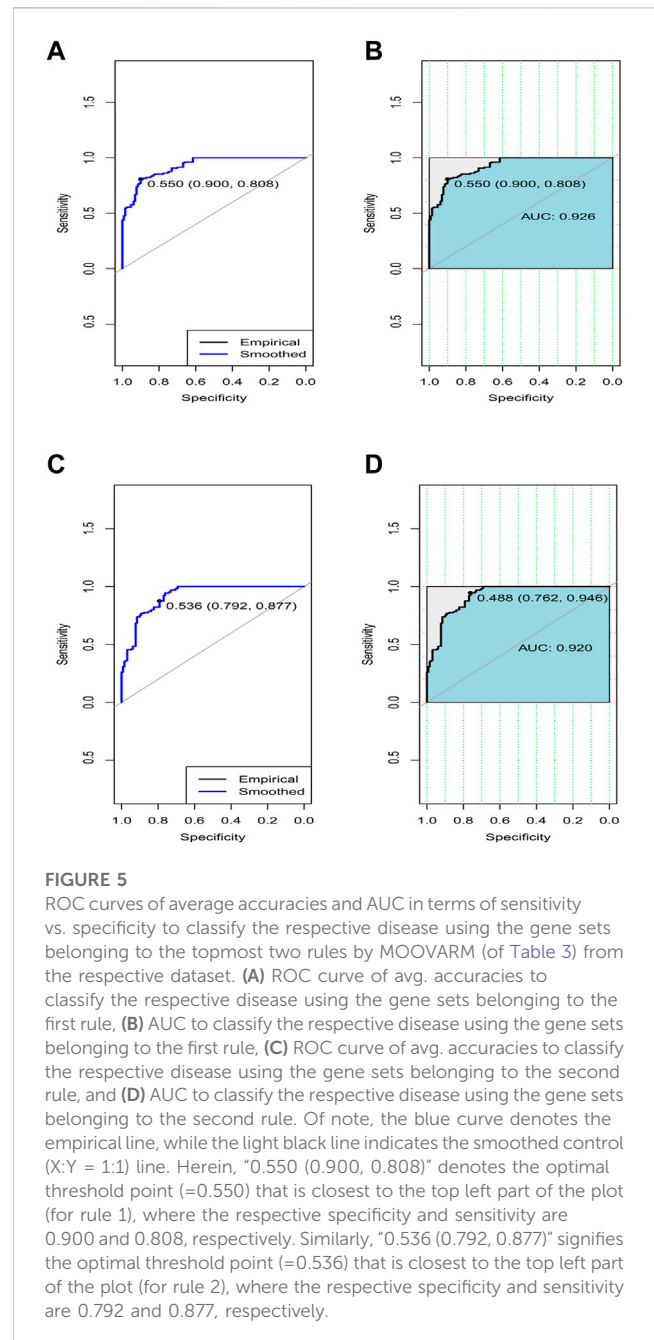 A
B
1.5
1.0
0.5
0.0
0.5
Sensitivity
0.550 (0.900, 0.808)
Empirical
Smoothed
1.0 0.8 0.6 0.4 0.2 0.0
Specificity
1.5
1.0
0.5
0.0
0.5
Sensitivity
0.550 (0.900, 0.808)
AUC: 0.926
1.0 0.8 0.6 0.4 0.2 0.0
Specificity
C
D
1.5
1.0
0.5
0.0
0.5
Sensitivity
0.536 (0.792, 0.877)
Empirical
Smoothed
1.0 0.8 0.6 0.4 0.2 0.0
Specificity
1.5
1.0
0.5
0.0
0.5
Sensitivity
0.488 (0.762, 0.946)
AUC: 0.920
1.0 0.8 0.6 0.4 0.2 0.0
Specificity
FIGURE 5
ROC curves of average accuracies and AUC in terms of sensitivity
vs. specificity to classify the respective disease using the gene sets
belonging to the topmost two rules by MOOVARM (of Table 3) from
the respective dataset. (A) ROC curve of avg. accuracies to
classify the respective disease using the gene sets belonging to the
first rule, (B) AUC to classify the respective disease using the gene sets
belonging to the first rule, (C) ROC curve of avg. accuracies to classify
the respective disease using the gene sets belonging to the second
rule, and (D) AUC to classify the respective disease using the gene sets
belonging to the second rule. Of note, the blue curve denotes the
empirical line, while the light black line indicates the smoothed control
(X:Y = 1:1) line. Herein, “0.550 (0.900, 0.808)” denotes the optimal
threshold point (=0.550) that is closest to the top left part of the plot
(for rule 1), where the respective specificity and sensitivity are
0.900 and 0.808, respectively. Similarly, “0.536 (0.792, 0.877)” signifies
the optimal threshold point (=0.536) that is closest to the top left part
of the plot (for rule 2), where the respective specificity and sensitivity
are 0.792 and 0.877, respectively.